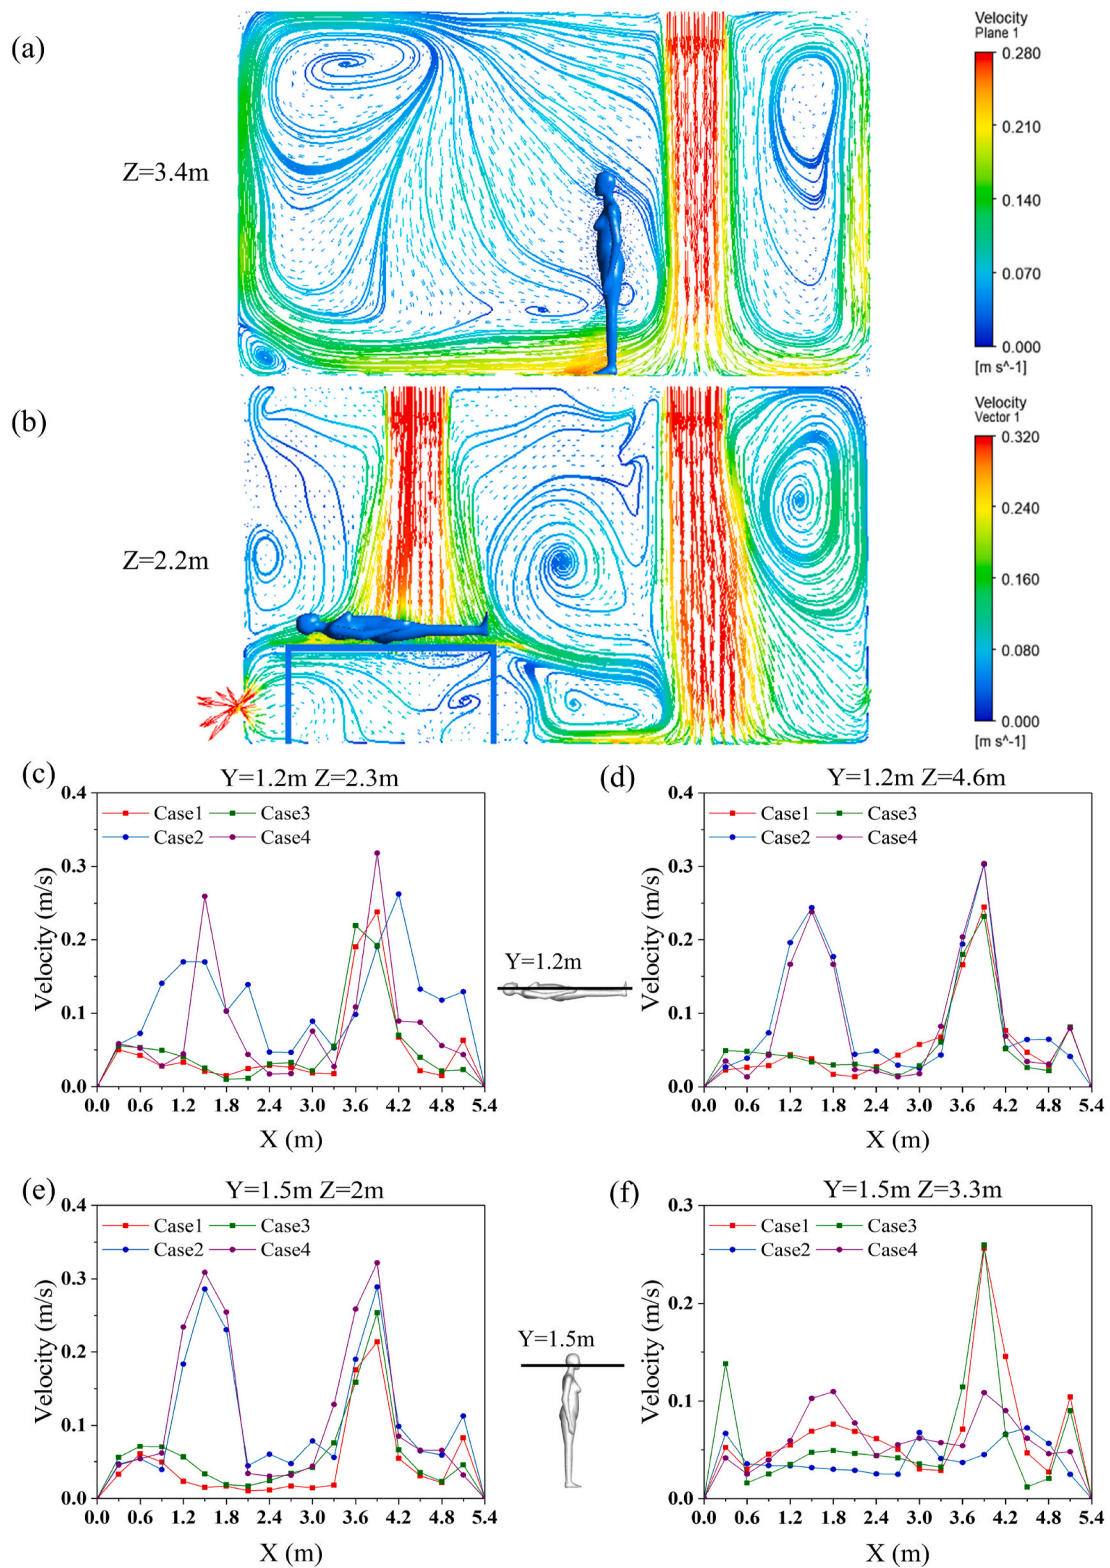 (a)
Z=3.4m
Velocity
Plane 1
0.280
0.210
0.140
0.070
0.000
[m s^-1]
(b)
Z=2.2m
Velocity
Vector 1
0.320
0.240
0.160
0.080
0.000
[m s^-1]
(c)
Y=1.2m Z=2.3m
Case1
Case3
Case2
Case4
Velocity (m/s)
0.4
0.3
0.2
0.1
0.0
0.0 0.6 1.2 1.8 2.4 3.0 3.6 4.2 4.8 5.4
X (m)
Y=1.2m
(d)
Y=1.2m Z=4.6m
Case1
Case3
Case2
Case4
Velocity (m/s)
0.4
0.3
0.2
0.1
0.0
0.0 0.6 1.2 1.8 2.4 3.0 3.6 4.2 4.8 5.4
X (m)
(e)
Y=1.5m Z=2m
Case1
Case3
Case2
Case4
Velocity (m/s)
0.4
0.3
0.2
0.1
0.0
0.0 0.6 1.2 1.8 2.4 3.0 3.6 4.2 4.8 5.4
X (m)
Y=1.5m
(f)
Y=1.5m Z=3.3m
Case1
Case3
Case2
Case4
Velocity (m/s)
0.3
0.2
0.1
0.0
0.0 0.6 1.2 1.8 2.4 3.0 3.6 4.2 4.8 5.4
X (m)